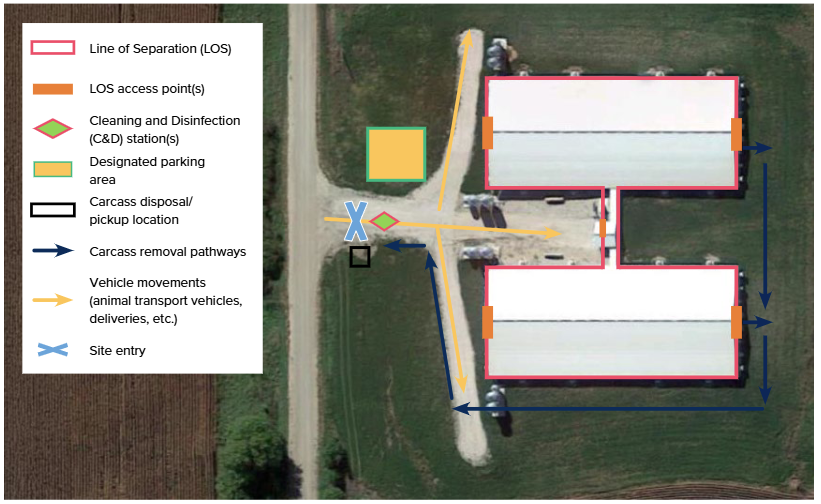 Line of Separation (LOS)
LOS access point(s)
Cleaning and Disinfection
(C&D) station(s)
Designated parking
area
Carcass disposal/
pickup location
Carcass removal pathways
Vehicle movements
(animal transport vehicles,
deliveries, etc.)
Site entry